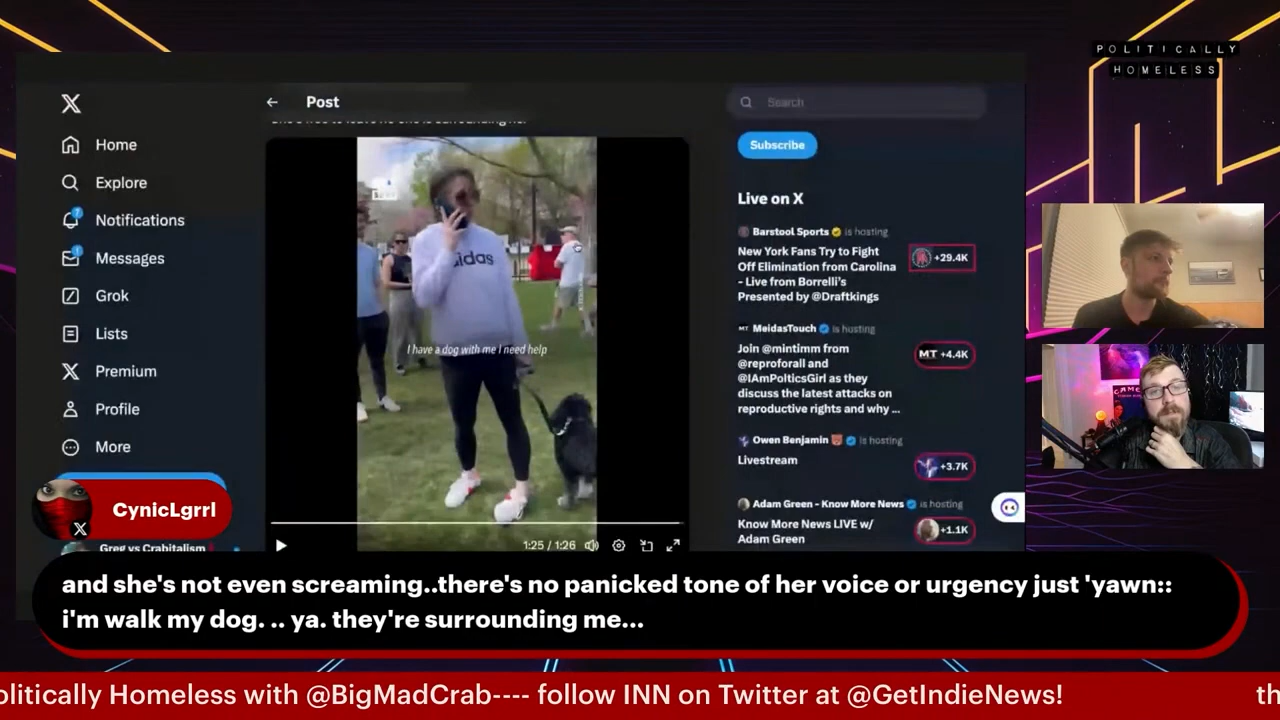 POLITICALLY
HOMELESS
Post
Search
Home
Explore
Notifications
Messages
Grok
Lists
Premium
Profile
More
Subscribe
Live on X
Barstool Sports is hosting
New York Fans Try to Fight
Off Elimination from Carolina
- Live from Borrelli's
Presented by @Draftkings
+29.4K
MT MeidasTouch is hosting
Join @mintimm from
@reproforall and
@IAmPolticsGirl as they
discuss the latest attacks on
reproductive rights and why ...
MT +4.4K
Owen Benjamin is hosting
Livestream
+3.7K
Adam Green - Know More News is hosting
Know More News LIVE w/
Adam Green
+1.1K
adidas
I have a dog with me I need help
1:25 / 1:26
CynicLgrrl
Greg vs Crabitalism
and she's not even screaming..there's no panicked tone of her voice or urgency just 'yawn::
i'm walk my dog. .. ya. they're surrounding me...
olitically Homeless with @BigMadCrab---- follow INN on Twitter at @GetIndieNews!
th